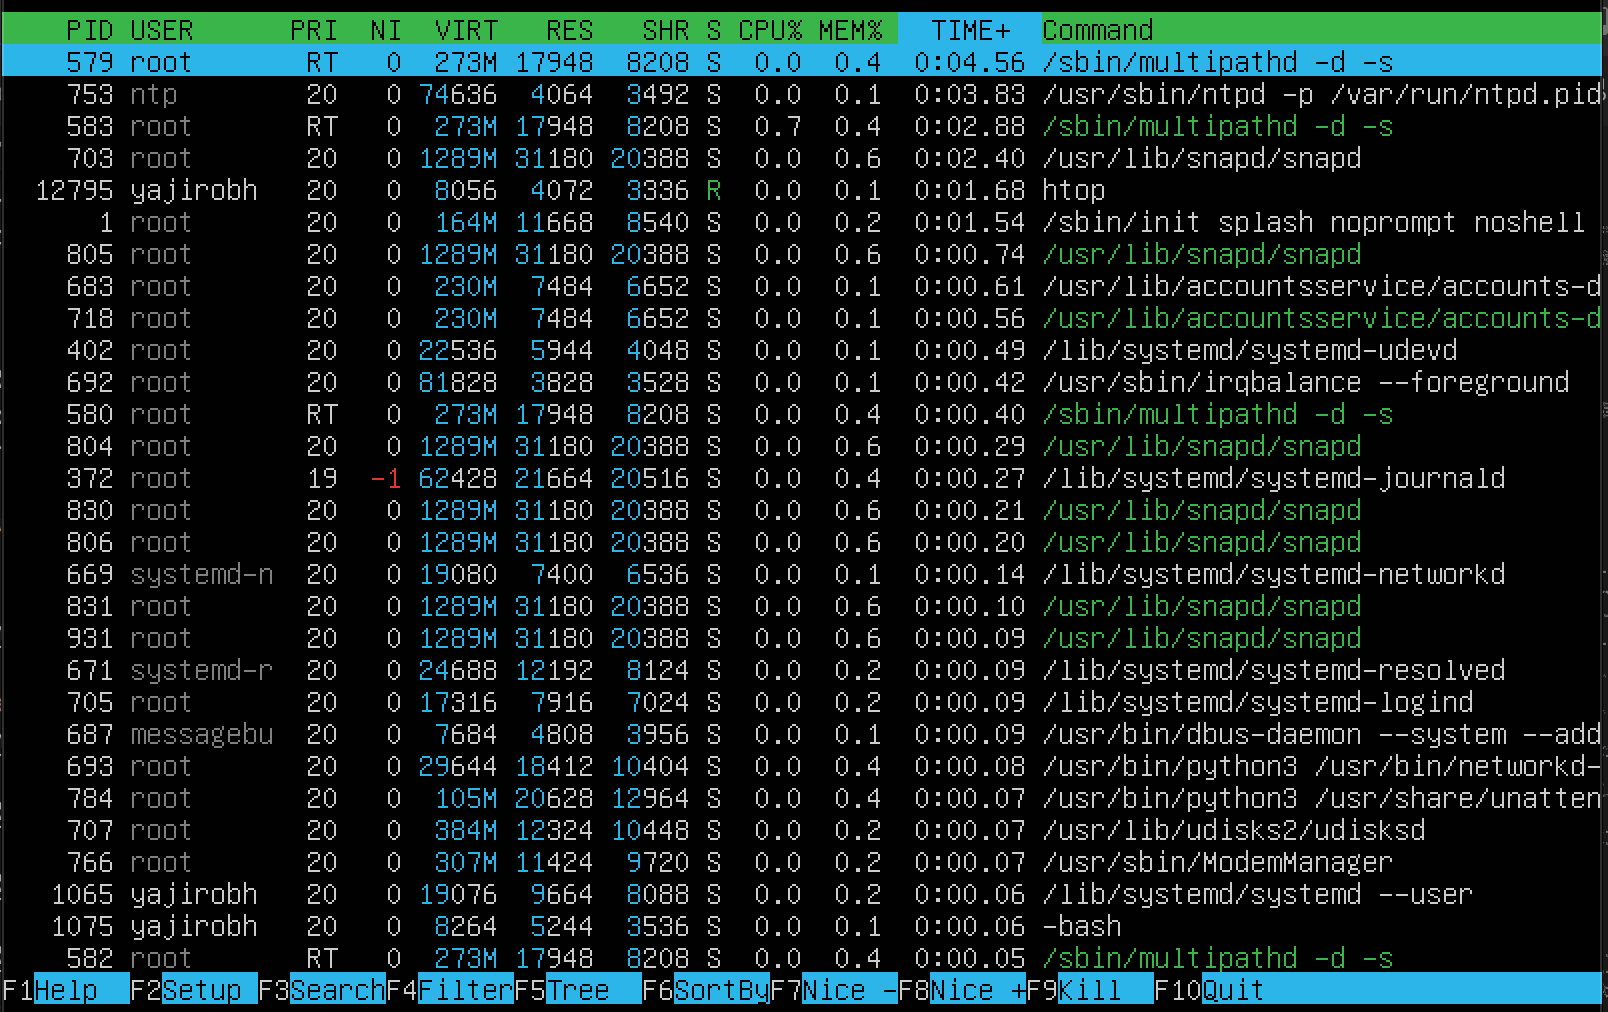 PID USER PRI NI VIRT RES SHR S CPU% MEM% TIME+ Command
579 root RT 0 273M 17948 8208 S 0.0 0.4 0:04.56 /sbin/multipathd -d -s
753 ntp 20 0 74636 4064 3492 S 0.0 0.1 0:03.83 /usr/sbin/ntpd -p /var/run/ntpd.pid
583 root RT 0 273M 17948 8208 S 0.7 0.4 0:02.88 /sbin/multipathd -d -s
703 root 20 0 1289M 31180 20388 S 0.0 0.6 0:02.40 /usr/lib/snapd/snapd
12795 yajirobh 20 0 8056 4072 3336 R 0.0 0.1 0:01.68 htop
1 root 20 0 164M 11668 8540 S 0.0 0.2 0:01.54 /sbin/init splash noprompt noshell
805 root 20 0 1289M 31180 20388 S 0.0 0.6 0:00.74 /usr/lib/snapd/snapd
683 root 20 0 230M 7484 6652 S 0.0 0.1 0:00.61 /usr/lib/accountsservice/accounts-d
718 root 20 0 230M 7484 6652 S 0.0 0.1 0:00.56 /usr/lib/accountsservice/accounts-d
402 root 20 0 22536 5944 4048 S 0.0 0.1 0:00.49 /lib/systemd/systemd-udevd
692 root 20 0 81828 3828 3528 S 0.0 0.1 0:00.42 /usr/sbin/irqbalance --foreground
580 root RT 0 273M 17948 8208 S 0.0 0.4 0:00.40 /sbin/multipathd -d -s
804 root 20 0 1289M 31180 20388 S 0.0 0.6 0:00.29 /usr/lib/snapd/snapd
372 root 19 -1 62428 21664 20516 S 0.0 0.4 0:00.27 /lib/systemd/systemd-journald
830 root 20 0 1289M 31180 20388 S 0.0 0.6 0:00.21 /usr/lib/snapd/snapd
806 root 20 0 1289M 31180 20388 S 0.0 0.6 0:00.20 /usr/lib/snapd/snapd
669 systemd-n 20 0 19080 7400 6536 S 0.0 0.1 0:00.14 /lib/systemd/systemd-networkd
831 root 20 0 1289M 31180 20388 S 0.0 0.6 0:00.10 /usr/lib/snapd/snapd
931 root 20 0 1289M 31180 20388 S 0.0 0.6 0:00.09 /usr/lib/snapd/snapd
671 systemd-r 20 0 24688 12192 8124 S 0.0 0.2 0:00.09 /lib/systemd/systemd-resolved
705 root 20 0 17316 7916 7024 S 0.0 0.2 0:00.09 /lib/systemd/systemd-logind
687 messagebu 20 0 7684 4808 3956 S 0.0 0.1 0:00.09 /usr/bin/dbus-daemon --system --add
693 root 20 0 29644 18412 10404 S 0.0 0.4 0:00.08 /usr/bin/python3 /usr/bin/networkd-
784 root 20 0 105M 20628 12964 S 0.0 0.4 0:00.07 /usr/bin/python3 /usr/share/unatten
707 root 20 0 384M 12324 10448 S 0.0 0.2 0:00.07 /usr/lib/udisks2/udisksd
766 root 20 0 307M 11424 9720 S 0.0 0.2 0:00.07 /usr/sbin/ModemManager
1065 yajirobh 20 0 19076 9664 8088 S 0.0 0.2 0:00.06 /lib/systemd/systemd --user
1075 yajirobh 20 0 8264 5244 3536 S 0.0 0.1 0:00.06 -bash
582 root RT 0 273M 17948 8208 S 0.0 0.4 0:00.05 /sbin/multipathd -d -s
F1Help F2Setup F3SearchF4FilterF5Tree F6SortByF7Nice -F8Nice +F9Kill F10Quit